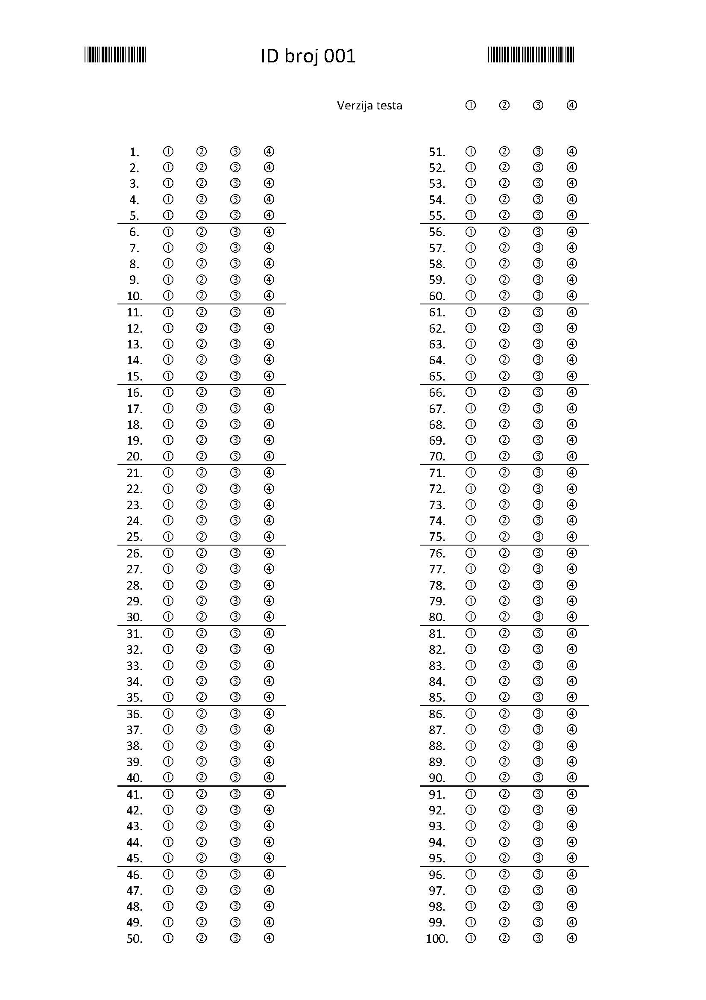 ID broj 001
Verzija testa ① ② ③ ④
1. ① ② ③ ④
2. ① ② ③ ④
3. ① ② ③ ④
4. ① ② ③ ④
5. ① ② ③ ④
6. ① ② ③ ④
7. ① ② ③ ④
8. ① ② ③ ④
9. ① ② ③ ④
10. ① ② ③ ④
11. ① ② ③ ④
12. ① ② ③ ④
13. ① ② ③ ④
14. ① ② ③ ④
15. ① ② ③ ④
16. ① ② ③ ④
17. ① ② ③ ④
18. ① ② ③ ④
19. ① ② ③ ④
20. ① ② ③ ④
21. ① ② ③ ④
22. ① ② ③ ④
23. ① ② ③ ④
24. ① ② ③ ④
25. ① ② ③ ④
26. ① ② ③ ④
27. ① ② ③ ④
28. ① ② ③ ④
29. ① ② ③ ④
30. ① ② ③ ④
31. ① ② ③ ④
32. ① ② ③ ④
33. ① ② ③ ④
34. ① ② ③ ④
35. ① ② ③ ④
36. ① ② ③ ④
37. ① ② ③ ④
38. ① ② ③ ④
39. ① ② ③ ④
40. ① ② ③ ④
41. ① ② ③ ④
42. ① ② ③ ④
43. ① ② ③ ④
44. ① ② ③ ④
45. ① ② ③ ④
46. ① ② ③ ④
47. ① ② ③ ④
48. ① ② ③ ④
49. ① ② ③ ④
50. ① ② ③ ④
51. ① ② ③ ④
52. ① ② ③ ④
53. ① ② ③ ④
54. ① ② ③ ④
55. ① ② ③ ④
56. ① ② ③ ④
57. ① ② ③ ④
58. ① ② ③ ④
59. ① ② ③ ④
60. ① ② ③ ④
61. ① ② ③ ④
62. ① ② ③ ④
63. ① ② ③ ④
64. ① ② ③ ④
65. ① ② ③ ④
66. ① ② ③ ④
67. ① ② ③ ④
68. ① ② ③ ④
69. ① ② ③ ④
70. ① ② ③ ④
71. ① ② ③ ④
72. ① ② ③ ④
73. ① ② ③ ④
74. ① ② ③ ④
75. ① ② ③ ④
76. ① ② ③ ④
77. ① ② ③ ④
78. ① ② ③ ④
79. ① ② ③ ④
80. ① ② ③ ④
81. ① ② ③ ④
82. ① ② ③ ④
83. ① ② ③ ④
84. ① ② ③ ④
85. ① ② ③ ④
86. ① ② ③ ④
87. ① ② ③ ④
88. ① ② ③ ④
89. ① ② ③ ④
90. ① ② ③ ④
91. ① ② ③ ④
92. ① ② ③ ④
93. ① ② ③ ④
94. ① ② ③ ④
95. ① ② ③ ④
96. ① ② ③ ④
97. ① ② ③ ④
98. ① ② ③ ④
99. ① ② ③ ④
100. ① ② ③ ④